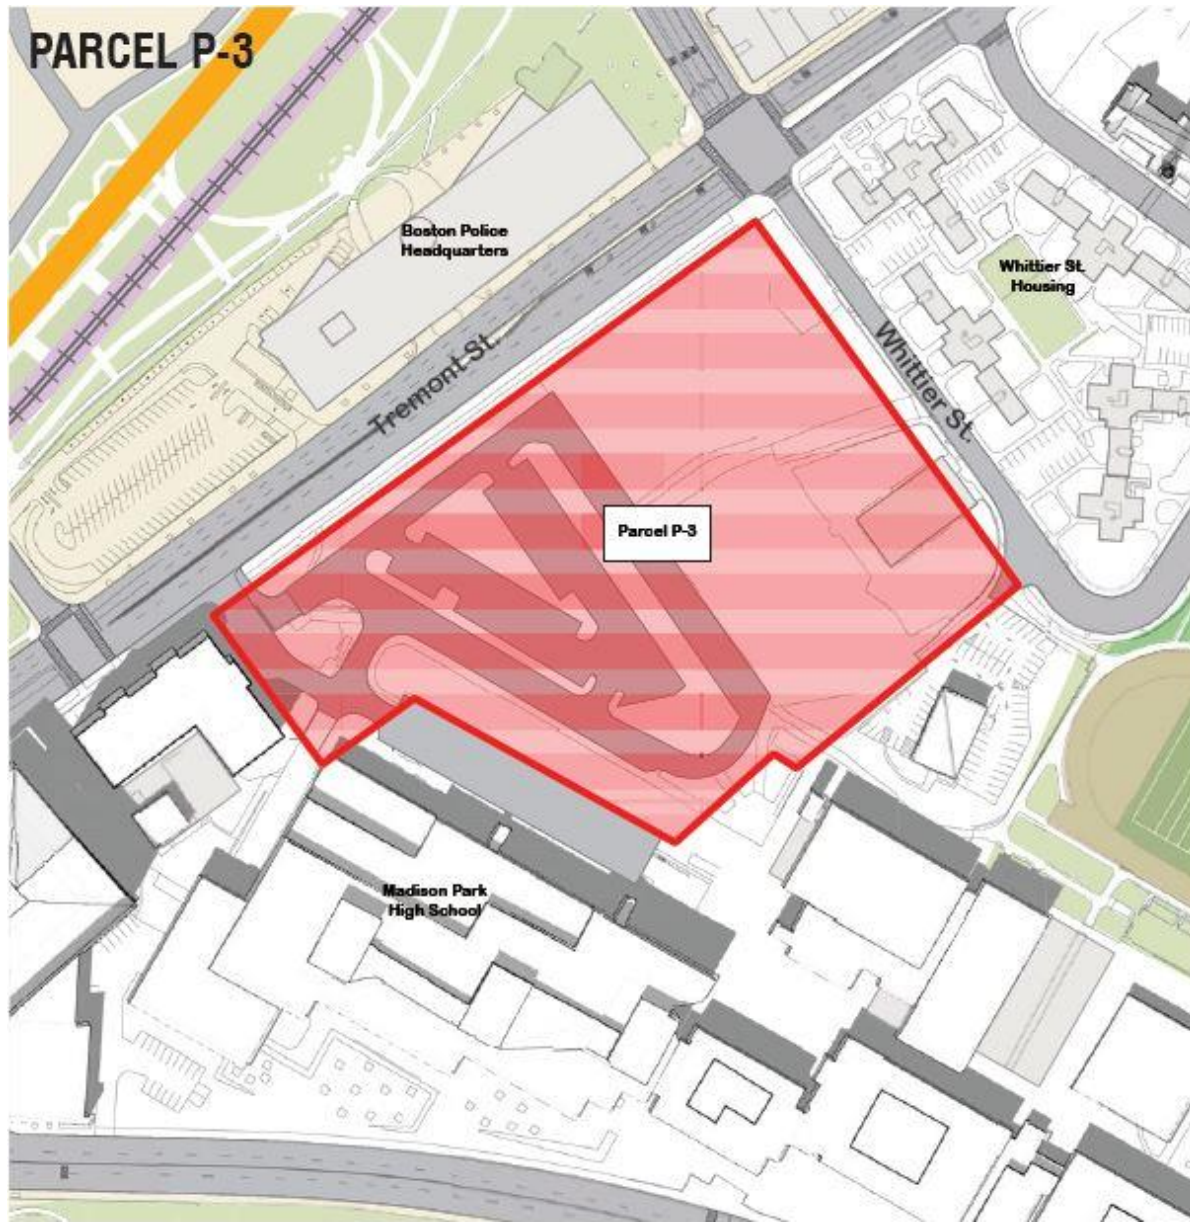 PARCEL P-3
Boston Police
Headquarters
Whittier St.
Housing
Tremont St.
Whittier St.
Parcel P-3
Madison Park
High School